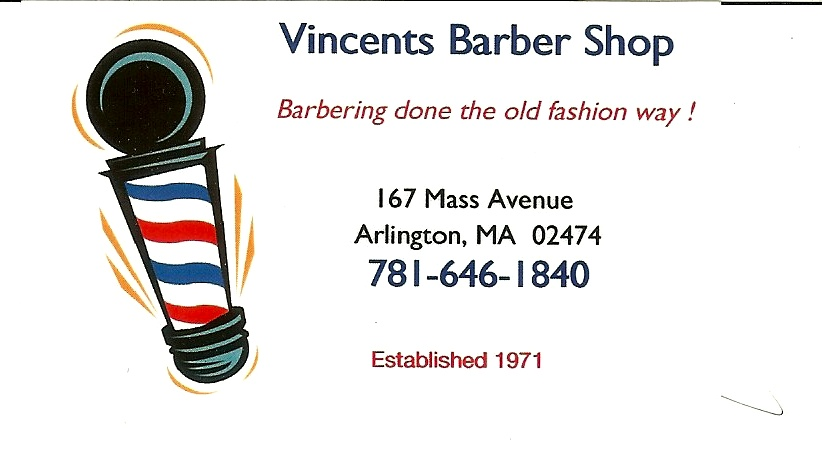 Vincents Barber Shop
Barbering done the old fashion way !
167 Mass Avenue
Arlington, MA 02474
781-646-1840
Established 1971